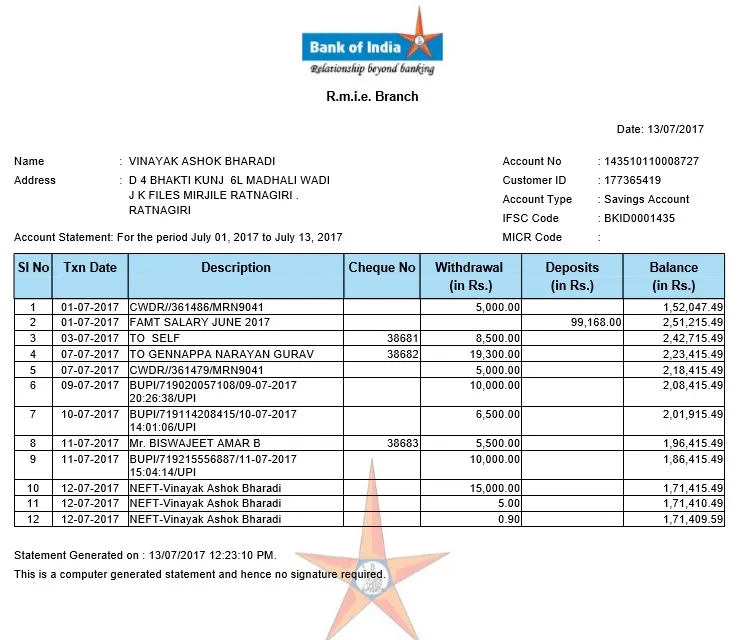 Bank of India
Relationship beyond banking
R.m.i.e. Branch
Date: 13/07/2017
Name : VINAYAK ASHOK BHARADI Account No : 143510110008727
Address : D 4 BHAKTI KUNJ 6L MADHALI WADI Customer ID : 177365419
J K FILES MIRJILE RATNAGIRI . Account Type : Savings Account
RATNAGIRI IFSC Code : BKID0001435
Account Statement: For the period July 01, 2017 to July 13, 2017 MICR Code :
Sl No Txn Date Description Cheque No Withdrawal (in Rs.) Deposits (in Rs.) Balance (in Rs.)
1 01-07-2017 CWDR//361486/MRN9041 5,000.00 1,52,047.49
2 01-07-2017 FAMT SALARY JUNE 2017 99,168.00 2,51,215.49
3 03-07-2017 TO SELF 38681 8,500.00 2,42,715.49
4 07-07-2017 TO GENNAPPA NARAYAN GURAV 38682 19,300.00 2,23,415.49
5 07-07-2017 CWDR//361479/MRN9041 5,000.00 2,18,415.49
6 09-07-2017 BUPI/719020057108/09-07-2017 10,000.00 2,08,415.49
20:26:38/UPI
7 10-07-2017 BUPI/719114208415/10-07-2017 6,500.00 2,01,915.49
14:01:06/UPI
8 11-07-2017 Mr. BISWAJEET AMAR B 38683 5,500.00 1,96,415.49
9 11-07-2017 BUPI/719215556887/11-07-2017 10,000.00 1,86,415.49
15:04:14/UPI
10 12-07-2017 NEFT-Vinayak Ashok Bharadi 15,000.00 1,71,415.49
11 12-07-2017 NEFT-Vinayak Ashok Bharadi 5.00 1,71,410.49
12 12-07-2017 NEFT-Vinayak Ashok Bharadi 0.90 1,71,409.59
Statement Generated on : 13/07/2017 12:23:10 PM.
This is a computer generated statement and hence no signature required.